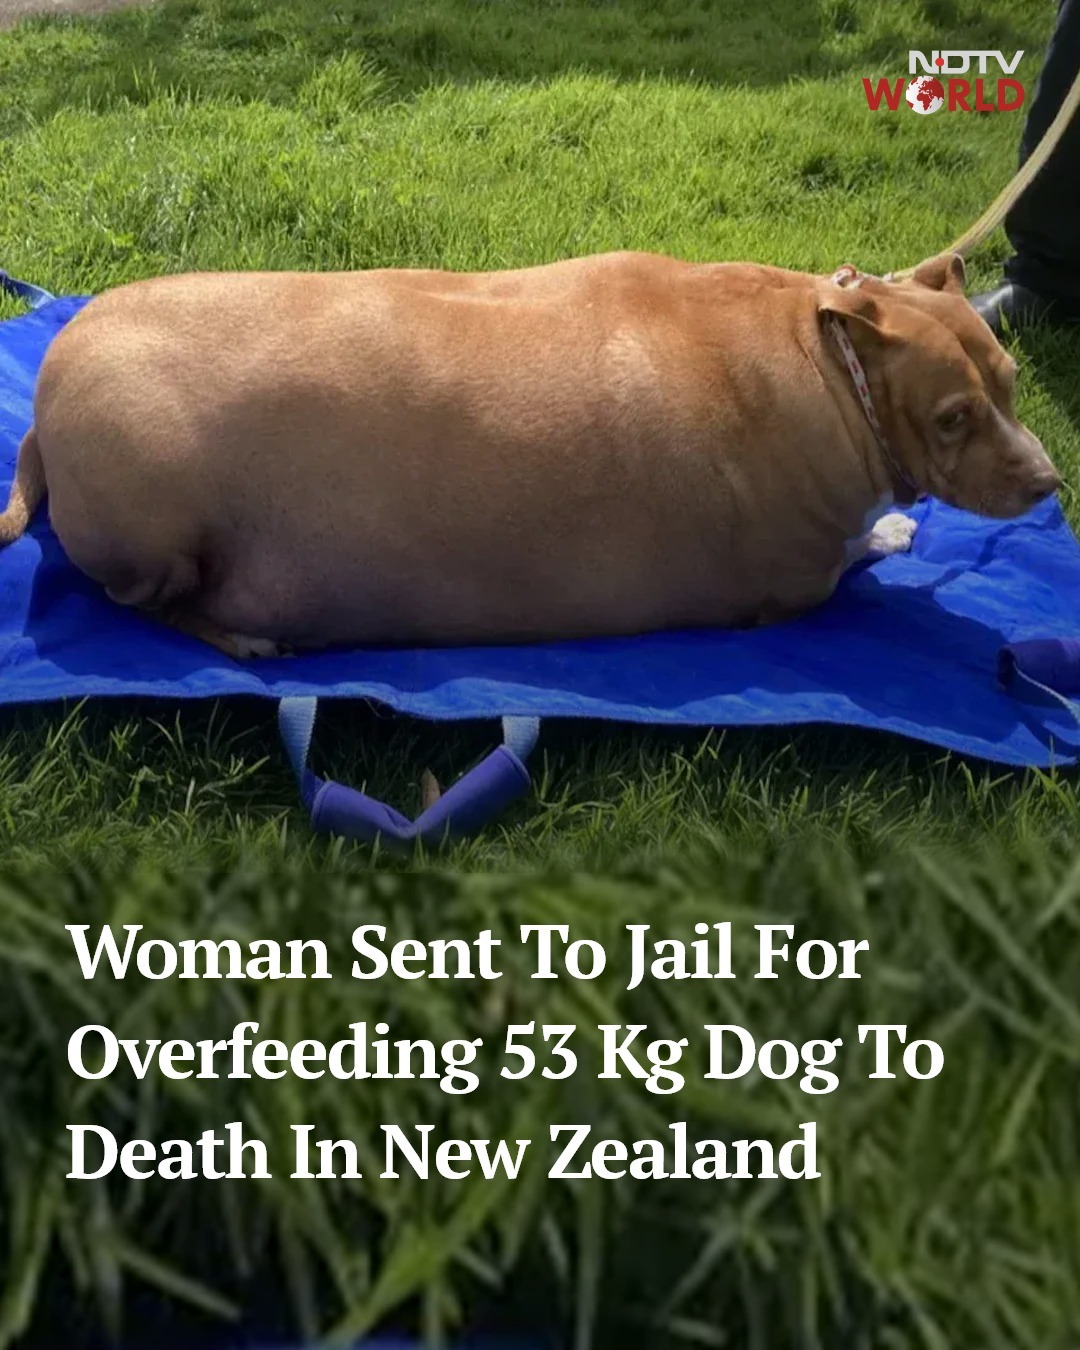 NDTV
WORLD
Woman Sent To Jail For
Overfeeding 53 Kg Dog To
Death In New Zealand